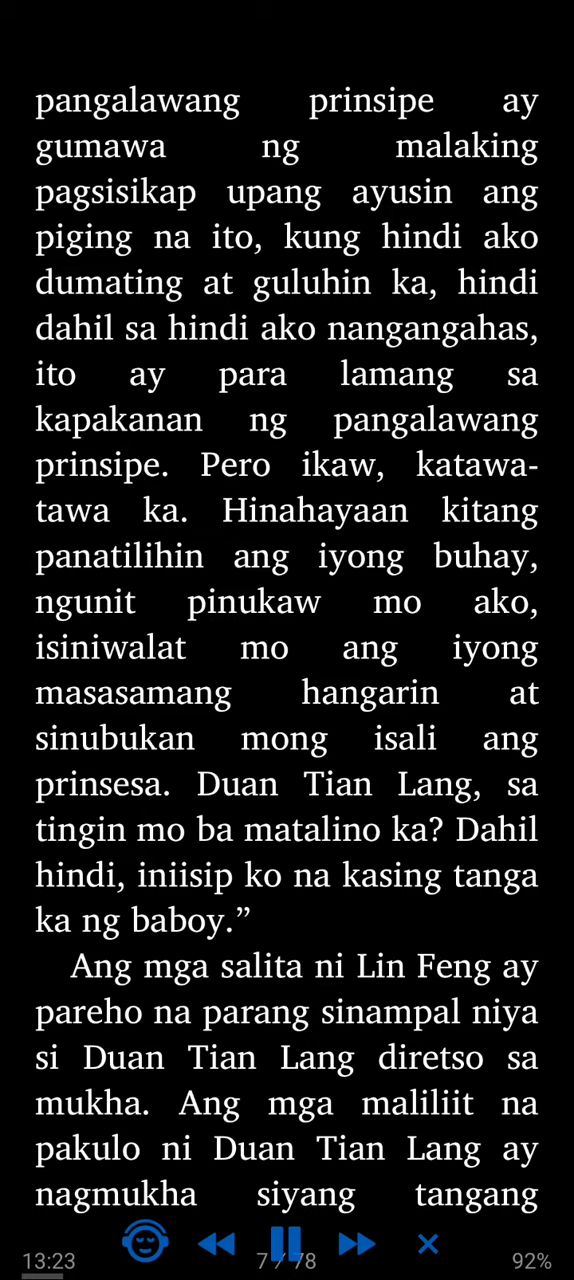 pangalawang prinsipe ay
gumawa ng malaking
pagsisikap upang ayusin ang
piging na ito, kung hindi ako
dumating at guluhin ka, hindi
dahil sa hindi ako nangangahas,
ito ay para lamang sa
kapakanan ng pangalawang
prinsipe. Pero ikaw, katawa-
tawa ka. Hinahayaan kitang
panatilihin ang iyong buhay,
ngunit pinukaw mo ako,
isiniwalat mo ang iyong
masasamang hangarin at
sinubukan mong isali ang
prinsesa. Duan Tian Lang, sa
tingin mo ba matalino ka? Dahil
hindi, iniisip ko na kasing tanga
ka ng baboy.”
Ang mga salita ni Lin Feng ay
pareho na parang sinampal niya
si Duan Tian Lang diretso sa
mukha. Ang mga maliliit na
pakulo ni Duan Tian Lang ay
nagmukha siyang tangang
13:23 7 / 78 92%